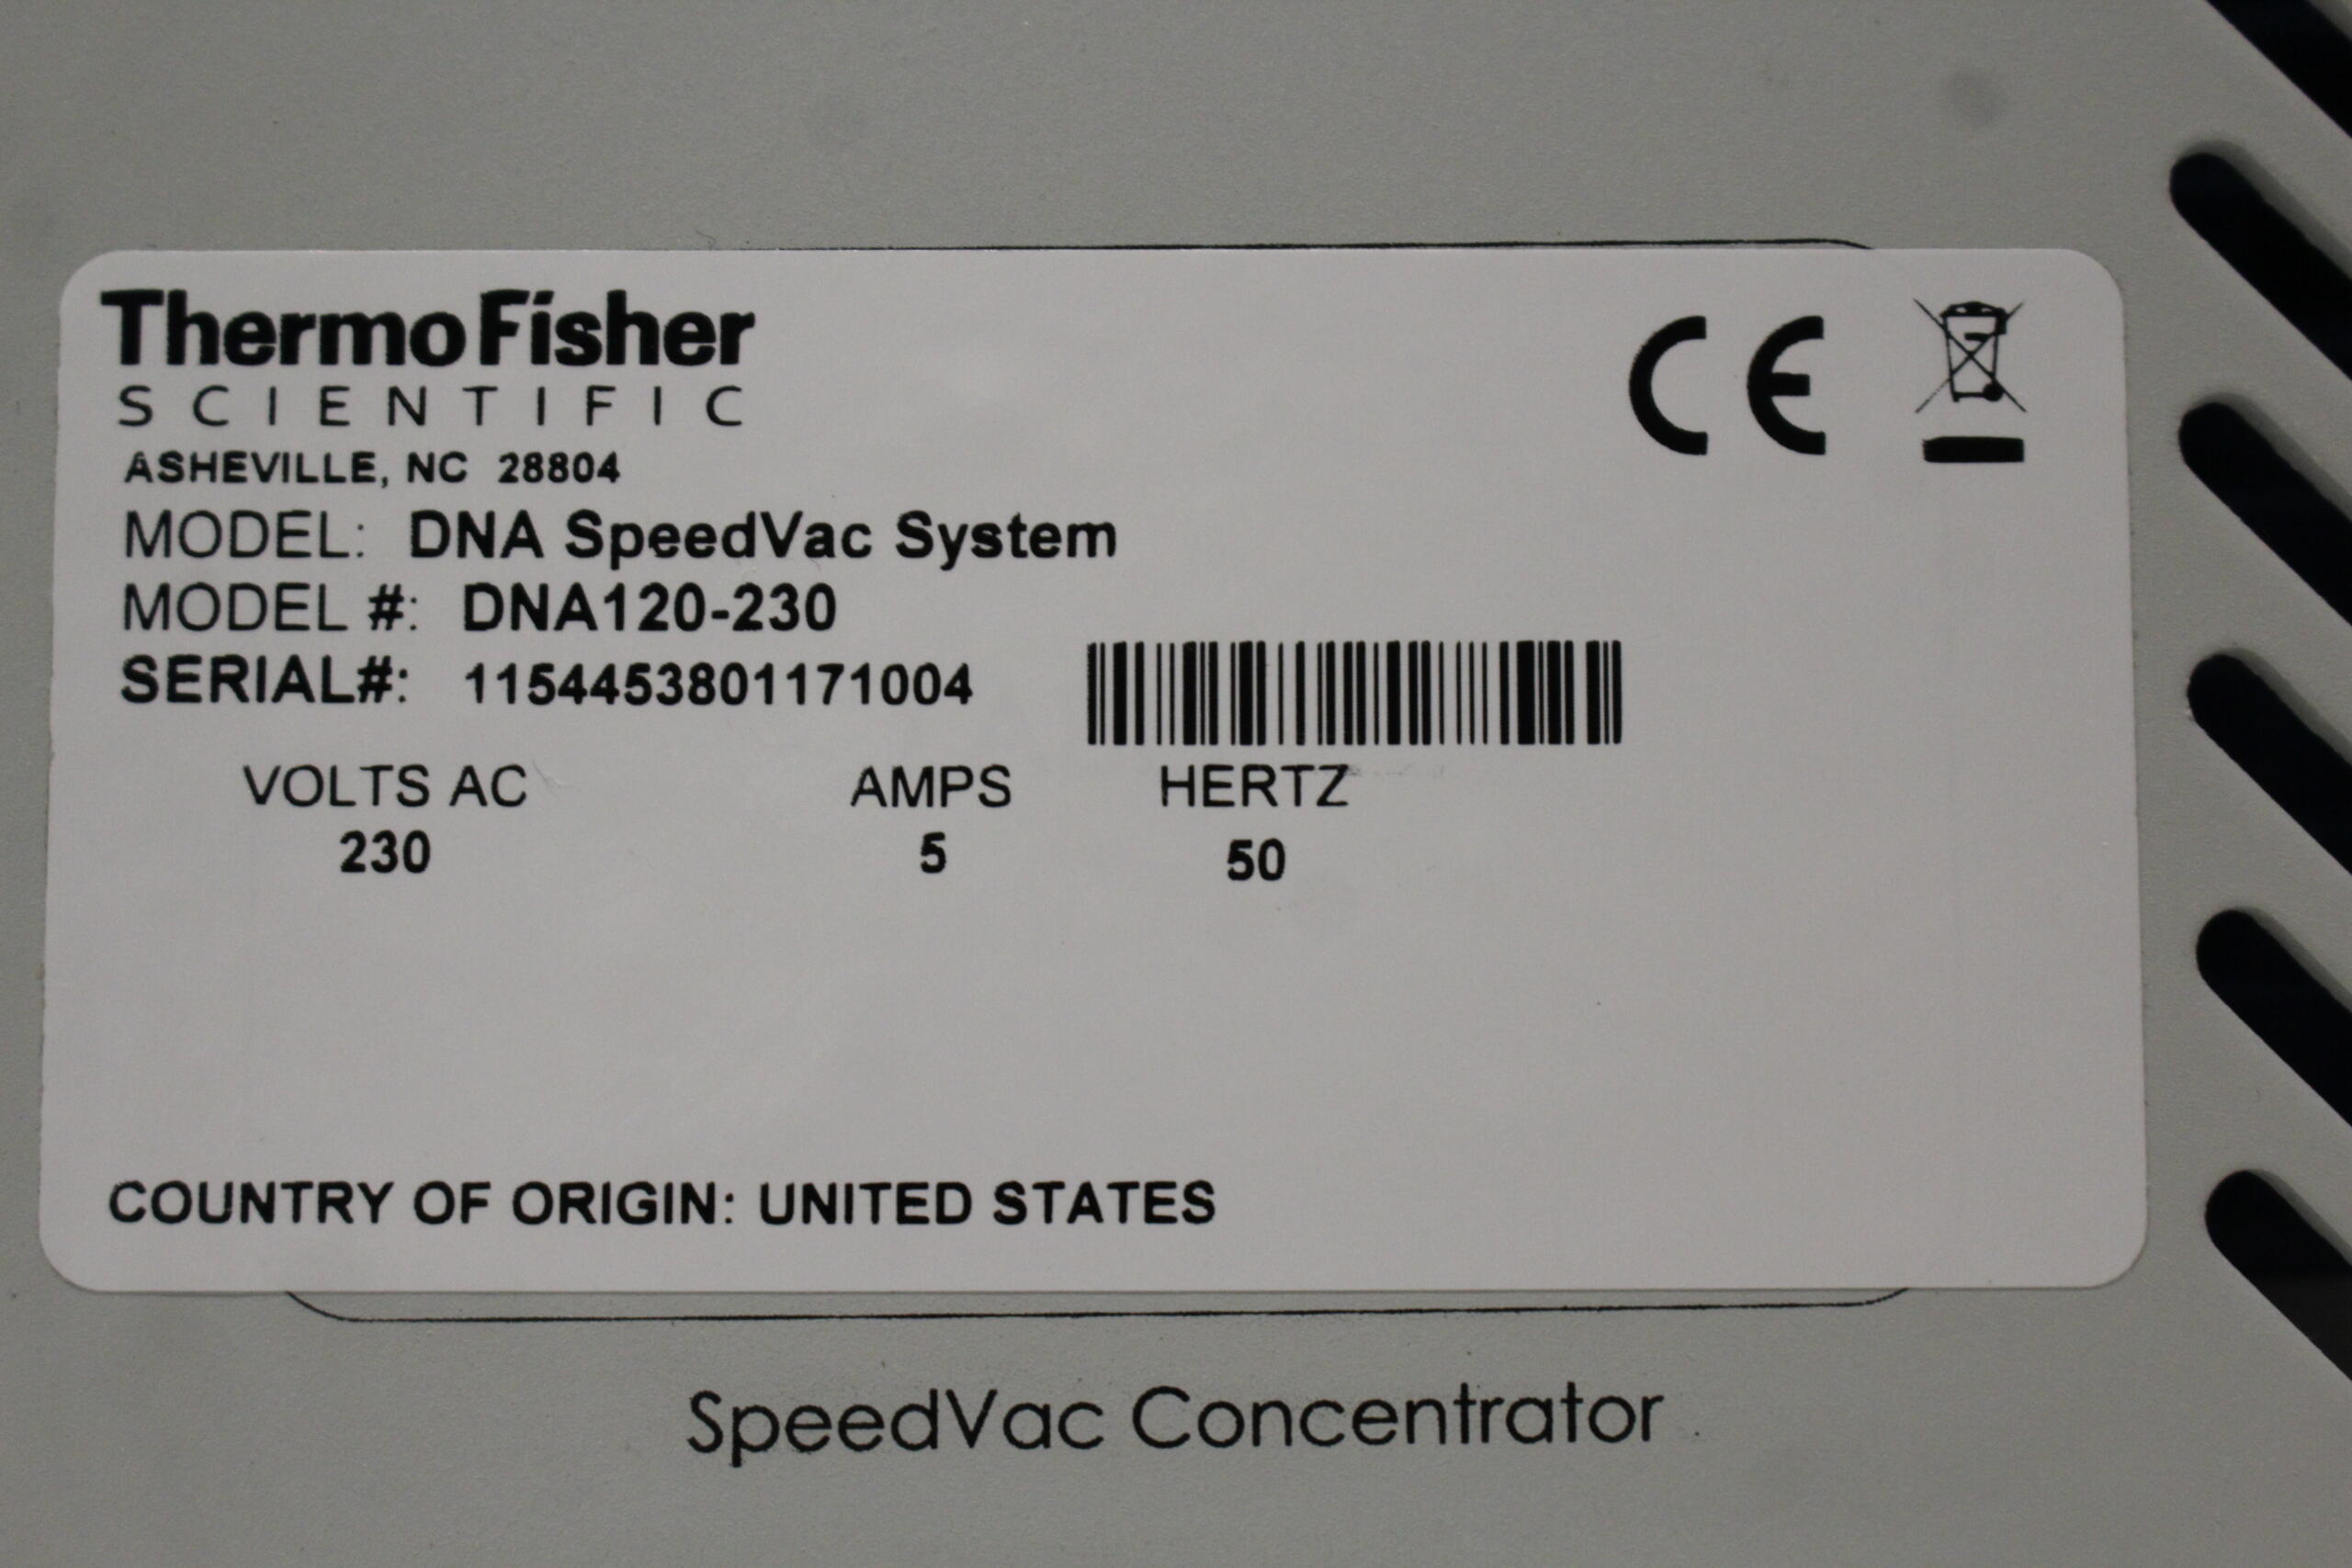 ThermoFisher
SCIENTIFIC
ASHEVILLE, NC 28804
MODEL: DNA SpeedVac System
MODEL #: DNA120-230
SERIAL#: 1154453801171004
VOLTS AC AMPS HERTZ
230 5 50
COUNTRY OF ORIGIN: UNITED STATES
SpeedVac Concentrator